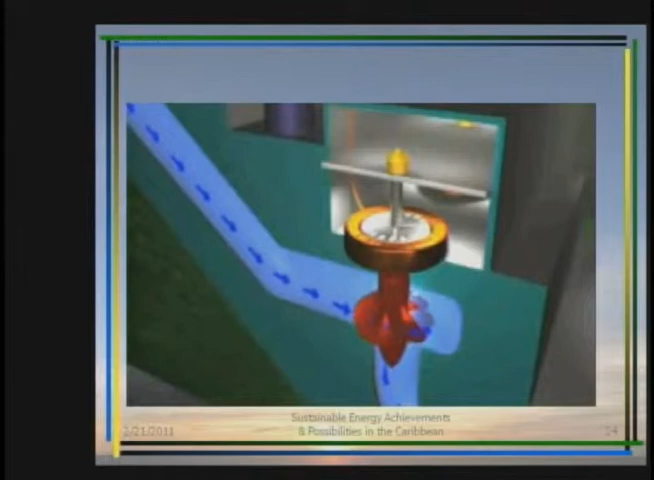 2/21/2011
Sustainable Energy Achievements
& Possibilities in the Caribbean
24